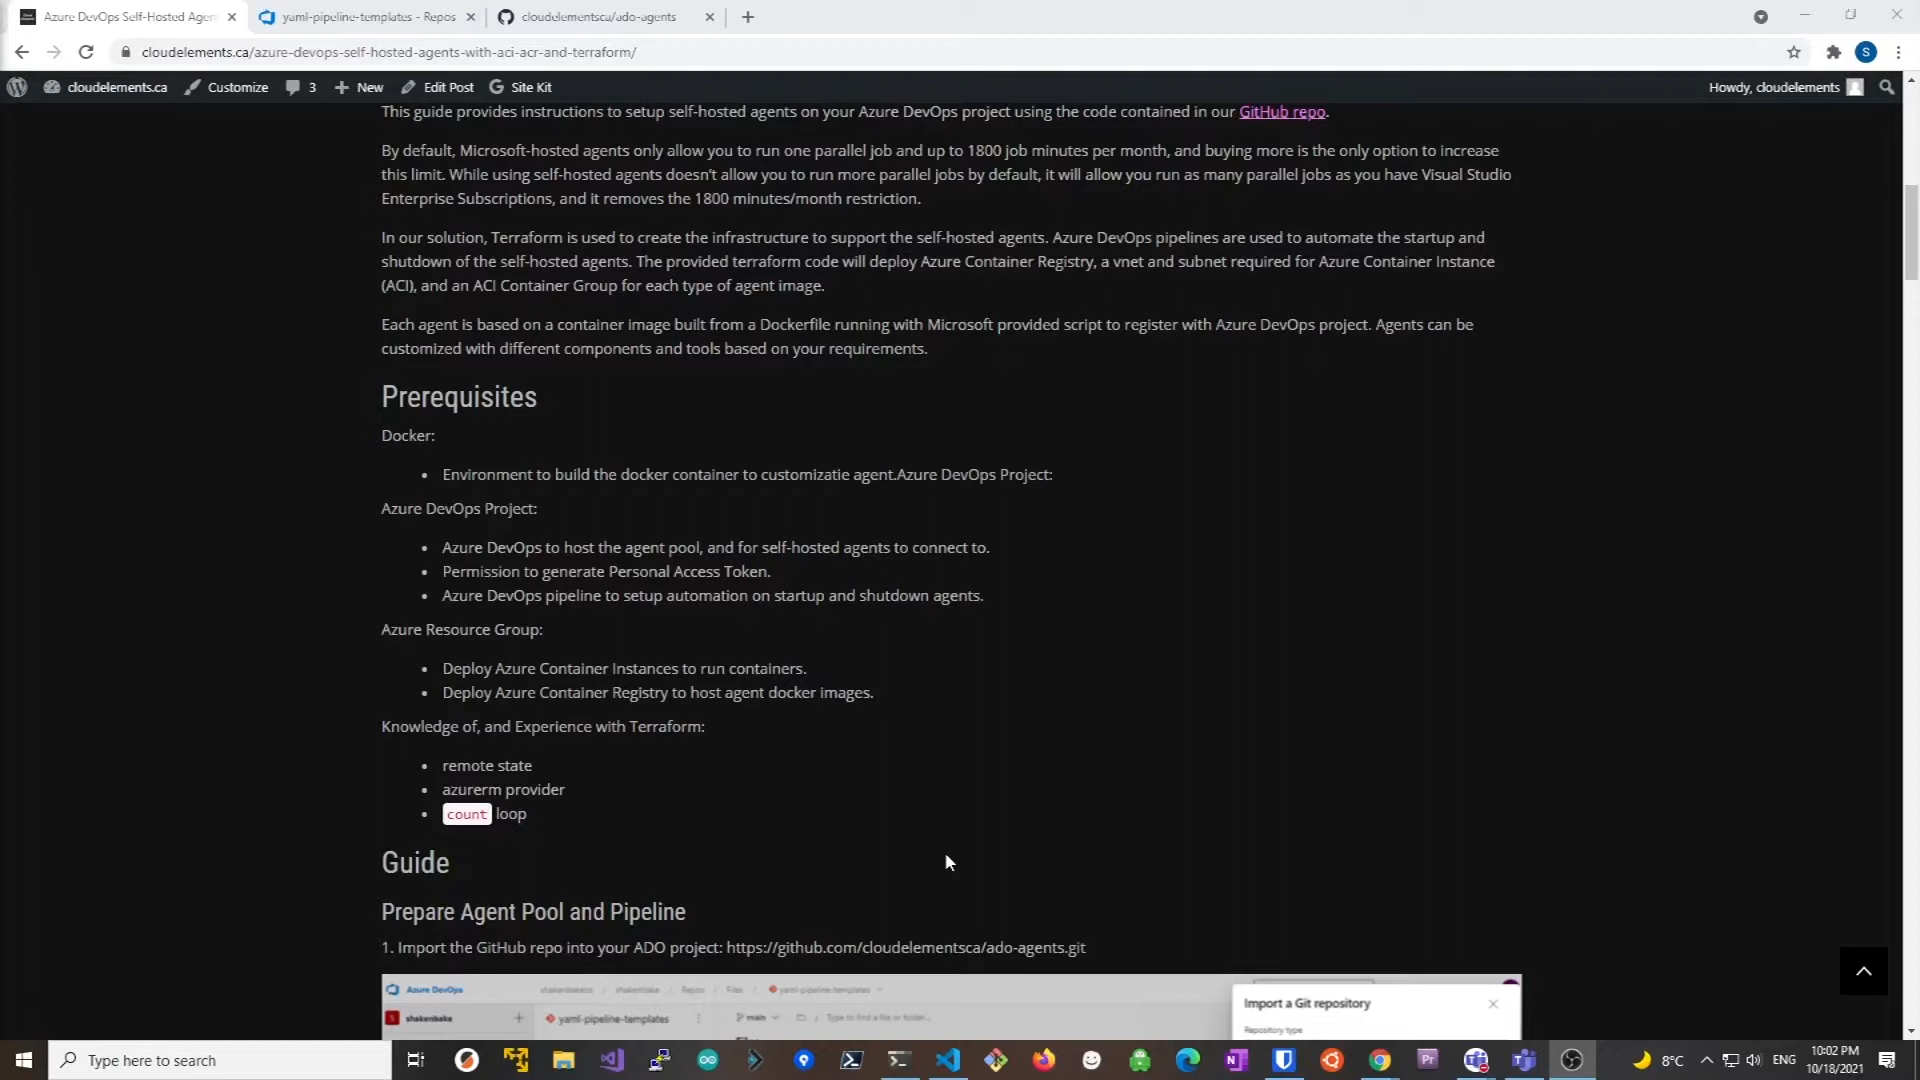 Azure DevOps Self-Hosted Agen
yaml-pipeline-templates - Repos
cloudelementsca/ado-agents
cloudelements.ca/azure-devops-self-hosted-agents-with-aci-acr-and-terraform/
S
cloudelements.ca
Customize
3
New
Edit Post
Site Kit
Howdy, cloudelements
This guide provides instructions to setup self-hosted agents on your Azure DevOps project using the code contained in our GitHub repo.
By default, Microsoft-hosted agents only allow you to run one parallel job and up to 1800 job minutes per month, and buying more is the only option to increase
this limit. While using self-hosted agents doesn't allow you to run more parallel jobs by default, it will allow you run as many parallel jobs as you have Visual Studio
Enterprise Subscriptions, and it removes the 1800 minutes/month restriction.
In our solution, Terraform is used to create the infrastructure to support the self-hosted agents. Azure DevOps pipelines are used to automate the startup and
shutdown of the self-hosted agents. The provided terraform code will deploy Azure Container Registry, a vnet and subnet required for Azure Container Instance
(ACI), and an ACI Container Group for each type of agent image.
Each agent is based on a container image built from a Dockerfile running with Microsoft provided script to register with Azure DevOps project. Agents can be
customized with different components and tools based on your requirements.
Prerequisites
Docker:
• Environment to build the docker container to customizatie agent.Azure DevOps Project:
Azure DevOps Project:
• Azure DevOps to host the agent pool, and for self-hosted agents to connect to.
• Permission to generate Personal Access Token.
• Azure DevOps pipeline to setup automation on startup and shutdown agents.
Azure Resource Group:
• Deploy Azure Container Instances to run containers.
• Deploy Azure Container Registry to host agent docker images.
Knowledge of, and Experience with Terraform:
• remote state
• azurerm provider
• count loop
Guide
Prepare Agent Pool and Pipeline
1. Import the GitHub repo into your ADO project: https://github.com/cloudelementsca/ado-agents.git
Azure DevOps
shakenbake / Repos / Files / yaml-pipeline-templates
Import a Git repository
shakenbake
yaml-pipeline-templates
main
Type to find a file or folder...
Repository type
Type here to search
8°C
ENG
10:02 PM
10/18/2021